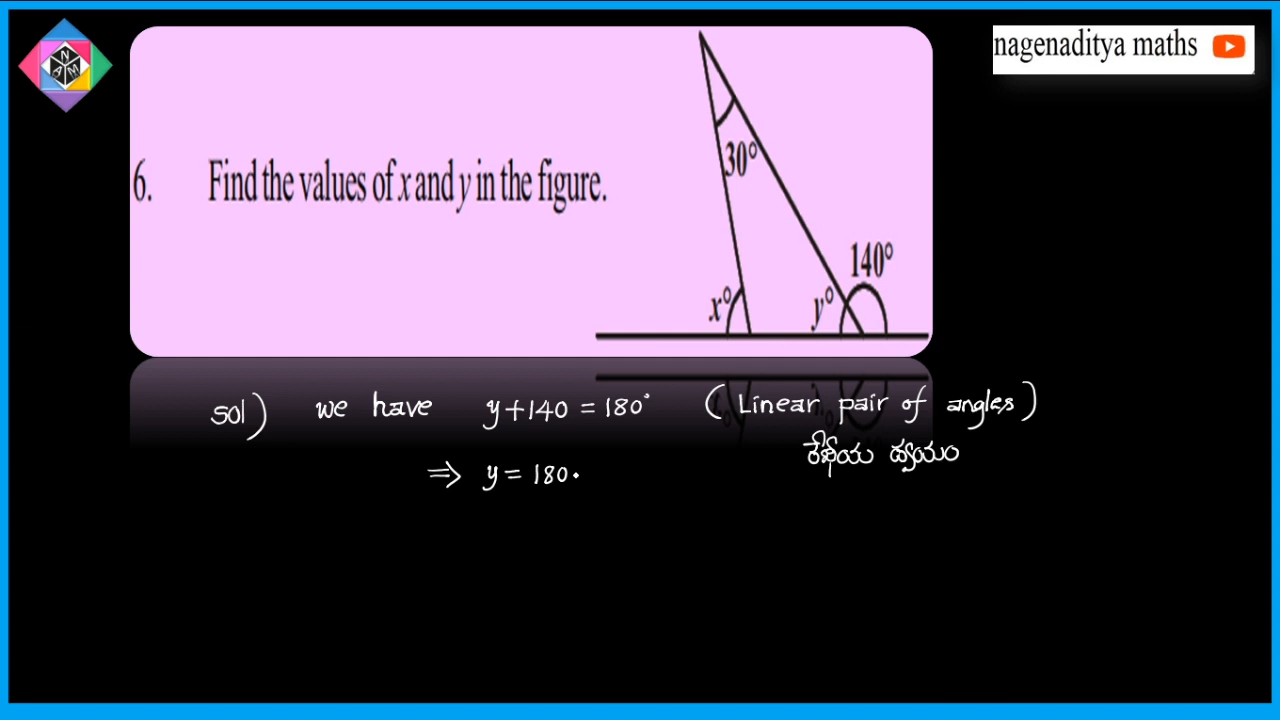 N
A M
nagenaditya maths
6. Find the values of x and y in the figure.
30°
140°
x°
y°
sol) we have y+140 = 180° (Linear pair of angles)
రేఖీయ ద్వయం
⇒ y = 180